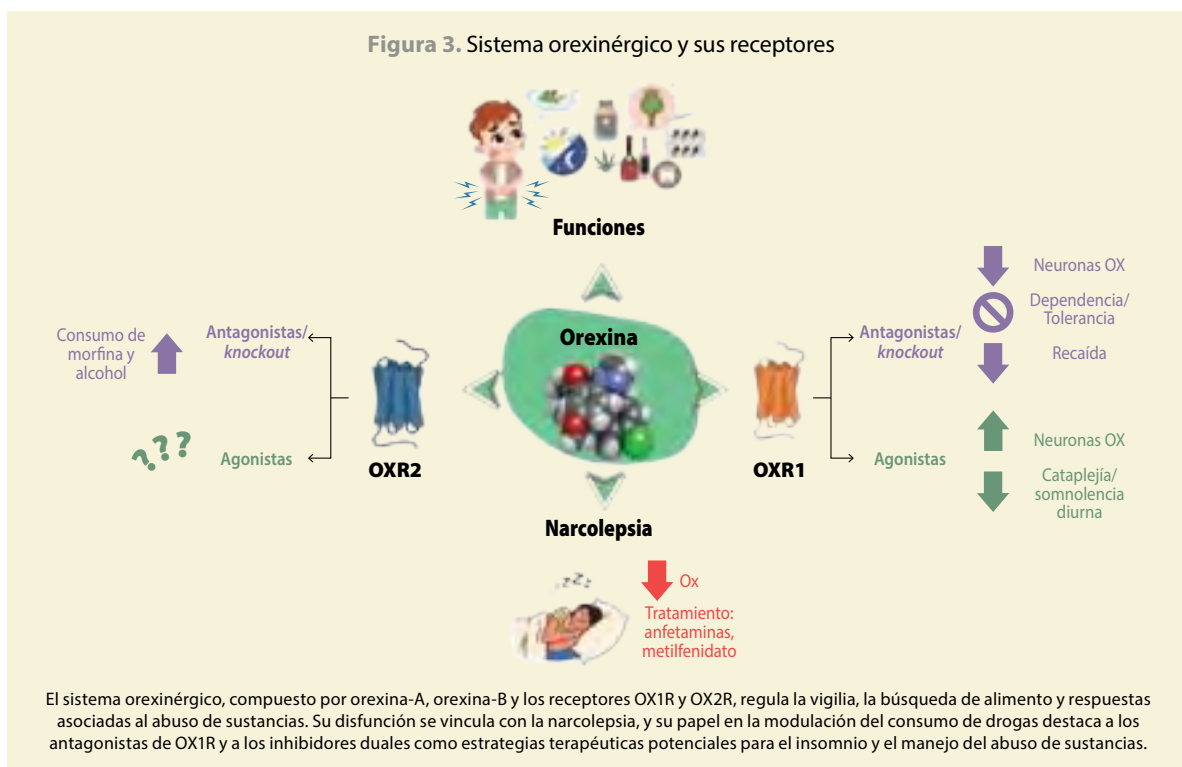 Figura 3. Sistema orexinérgico y sus receptores
Funciones
Orexina
Consumo de
morfina y
alcohol
Antagonistas/
knockout
???
Agonistas
OXR2
OXR1
Antagonistas/
knockout
Agonistas
Neuronas OX
Dependencia/
Tolerancia
Recaída
Neuronas OX
Cataplejía/
somnolencia
diurna
Narcolepsia
zZz
Ox
Tratamiento:
anfetaminas,
metilfenidato
El sistema orexinérgico, compuesto por orexina-A, orexina-B y los receptores OX1R y OX2R, regula la vigilia, la búsqueda de alimento y respuestas
asociadas al abuso de sustancias. Su disfunción se vincula con la narcolepsia, y su papel en la modulación del consumo de drogas destaca a los
antagonistas de OX1R y a los inhibidores duales como estrategias terapéuticas potenciales para el insomnio y el manejo del abuso de sustancias.